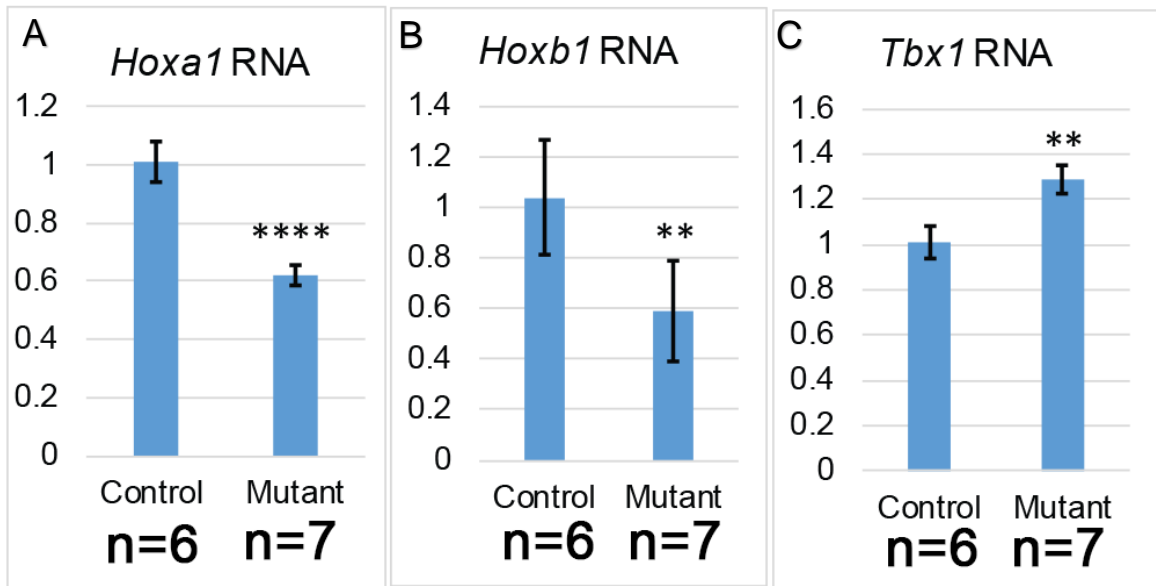 A
Hoxa1 RNA
1.2
1
0.8
0.6
0.4
0.2
0
****
Control Mutant
n=6 n=7
B
Hoxb1 RNA
1.4
1.2
1
0.8
0.6
0.4
0.2
0
**
Control Mutant
n=6 n=7
C
Tbx1 RNA
1.6
1.4
1.2
1
0.8
0.6
0.4
0.2
0
**
Control Mutant
n=6 n=7